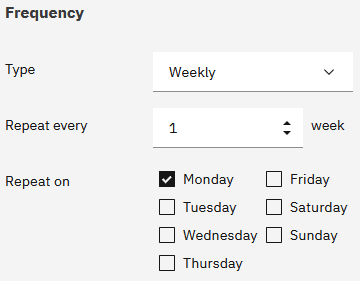 Frequency
Type Weekly
Repeat every 1 week
Repeat on Monday Friday
Tuesday Saturday
Wednesday Sunday
Thursday